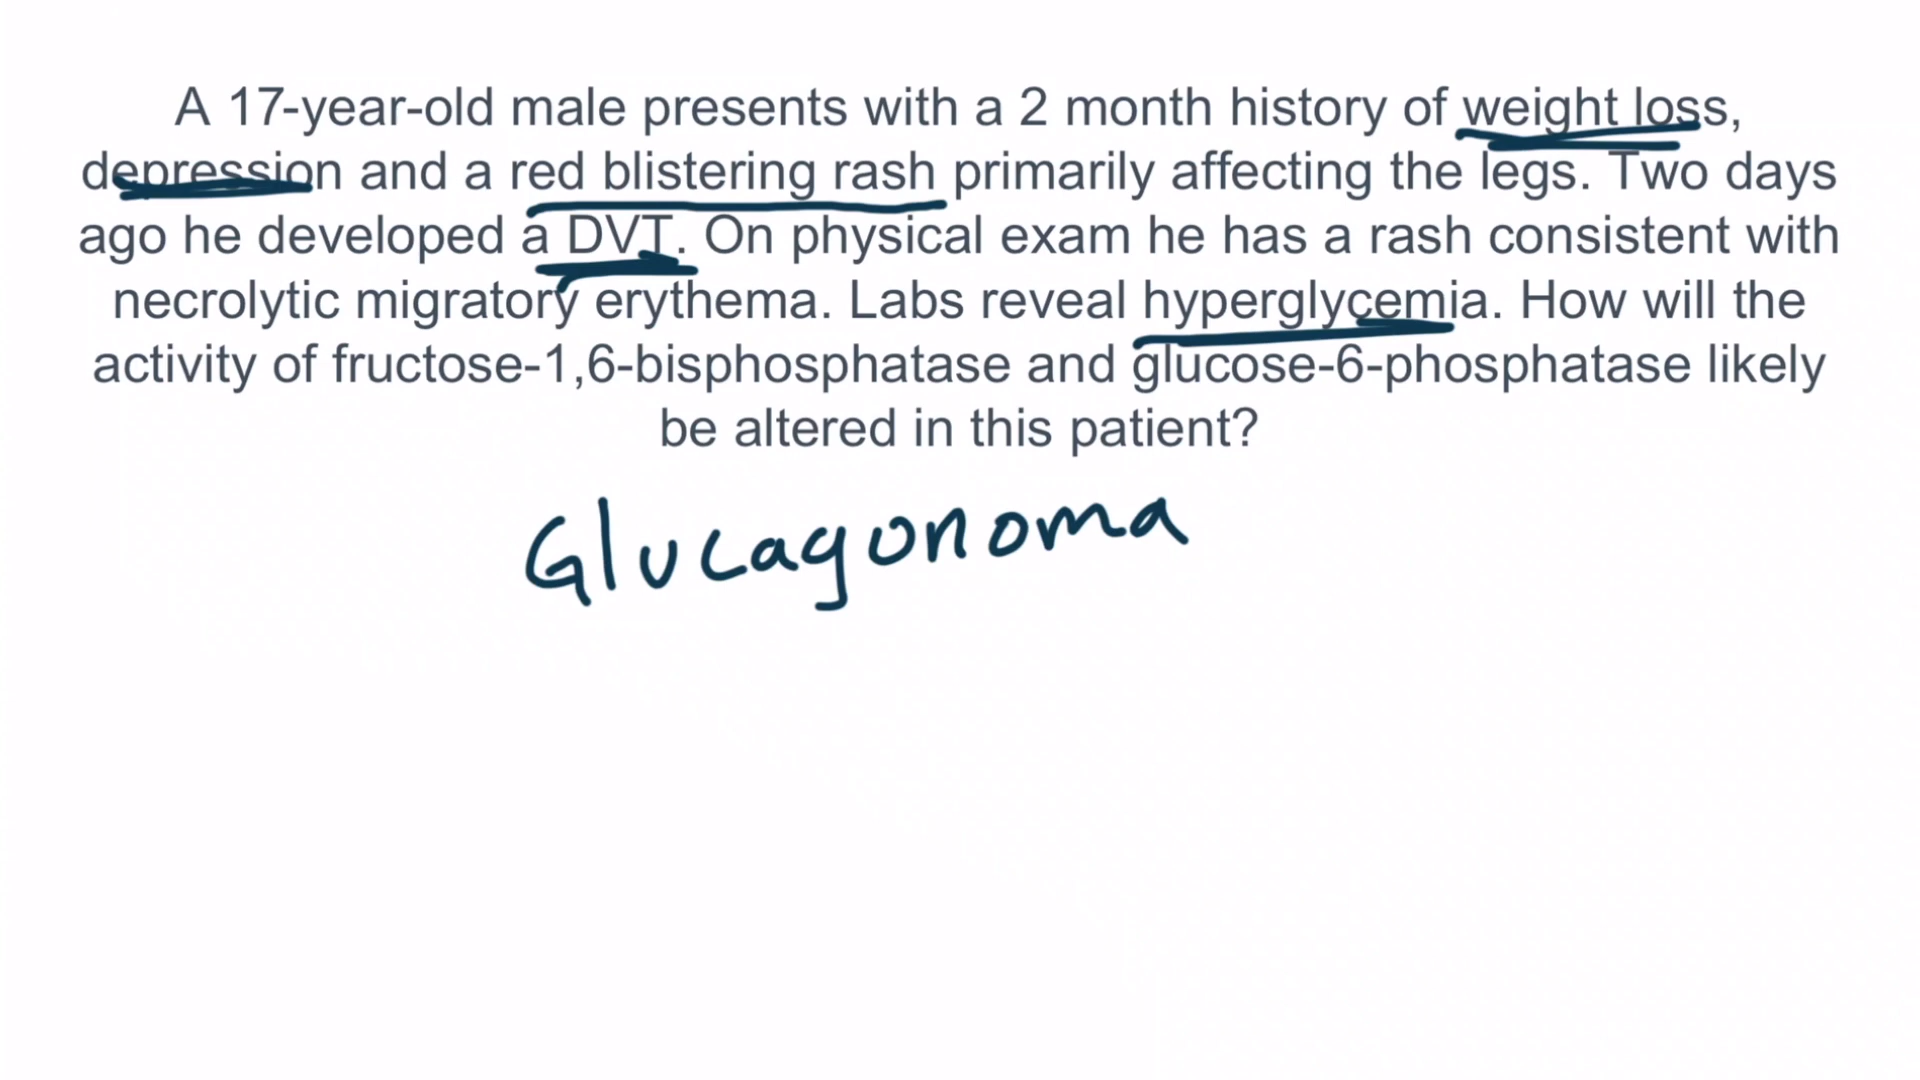 A 17-year-old male presents with a 2 month history of weight loss,
depression and a red blistering rash primarily affecting the legs. Two days
ago he developed a DVT. On physical exam he has a rash consistent with
necrolytic migratory erythema. Labs reveal hyperglycemia. How will the
activity of fructose-1,6-bisphosphatase and glucose-6-phosphatase likely
be altered in this patient?
Glucagonoma